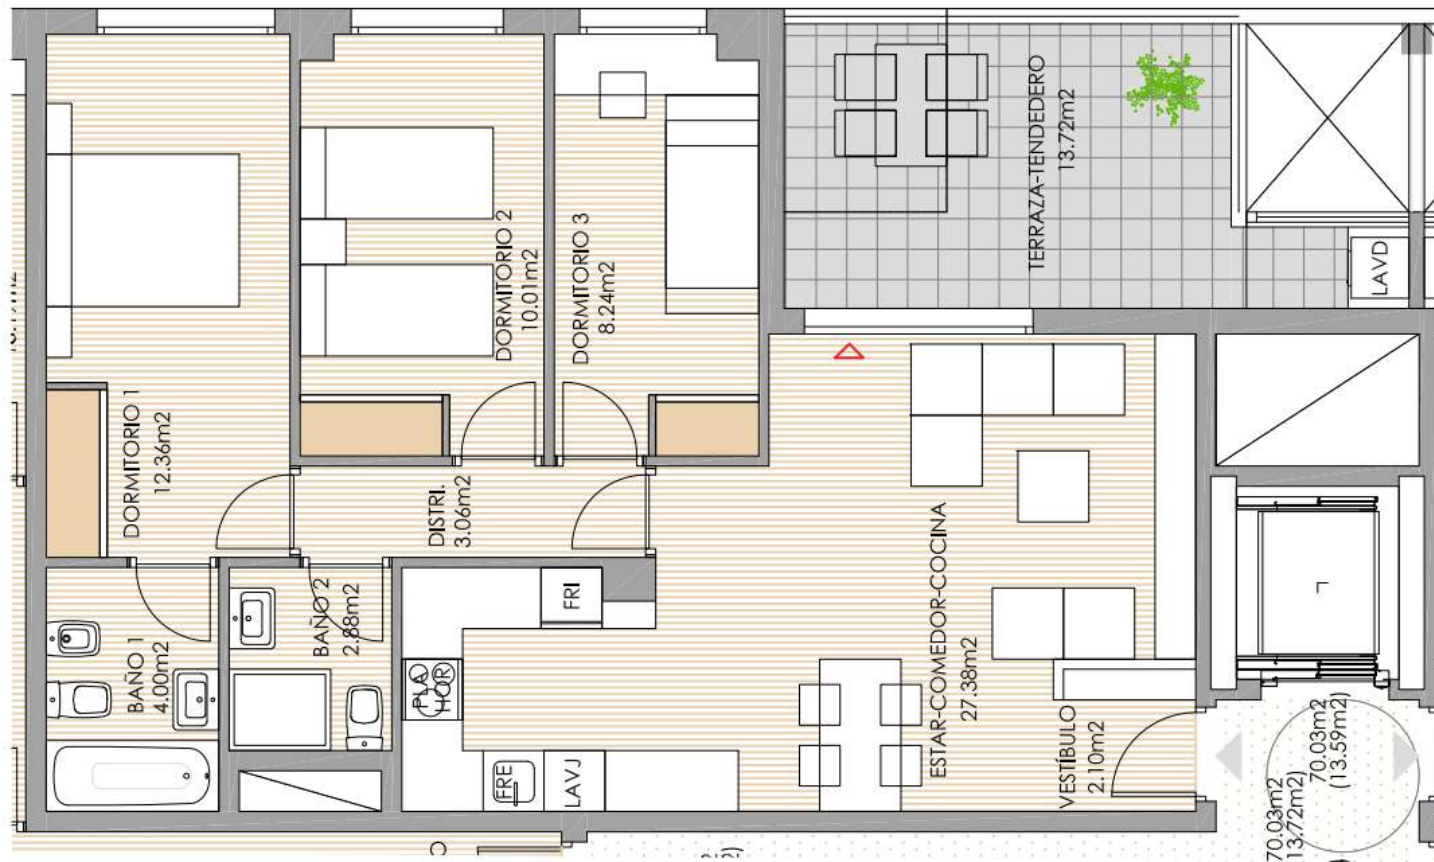 DORMITORIO 1
12.36m2
DORMITORIO 2
10.01m2
DORMITORIO 3
8.24m2
TERRAZA-TENDEDERO
13.72m2
LAVD
DISTRI.
3.06m2
BAÑO 1
4.00m2
BAÑO 2
2.88m2
FRI
PLA
HOR
FRE
LAVJ
ESTAR-COMEDOR-COCINA
27.38m2
VESTÍBULO
2.10m2
L
70.03m2
(13.59m2)
70.03m2
(13.72m2)